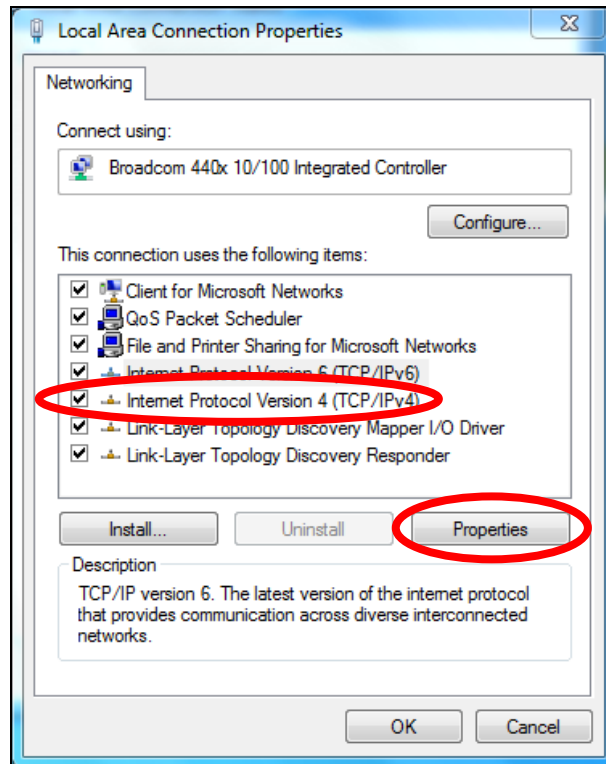 Local Area Connection Properties
Networking
Connect using:
Broadcom 440x 10/100 Integrated Controller
Configure...
This connection uses the following items:
Client for Microsoft Networks
QoS Packet Scheduler
File and Printer Sharing for Microsoft Networks
Internet Protocol Version 6 (TCP/IPv6)
Internet Protocol Version 4 (TCP/IPv4)
Link-Layer Topology Discovery Mapper I/O Driver
Link-Layer Topology Discovery Responder
Install...
Uninstall
Properties
Description
TCP/IP version 6. The latest version of the internet protocol
that provides communication across diverse interconnected
networks.
OK
Cancel